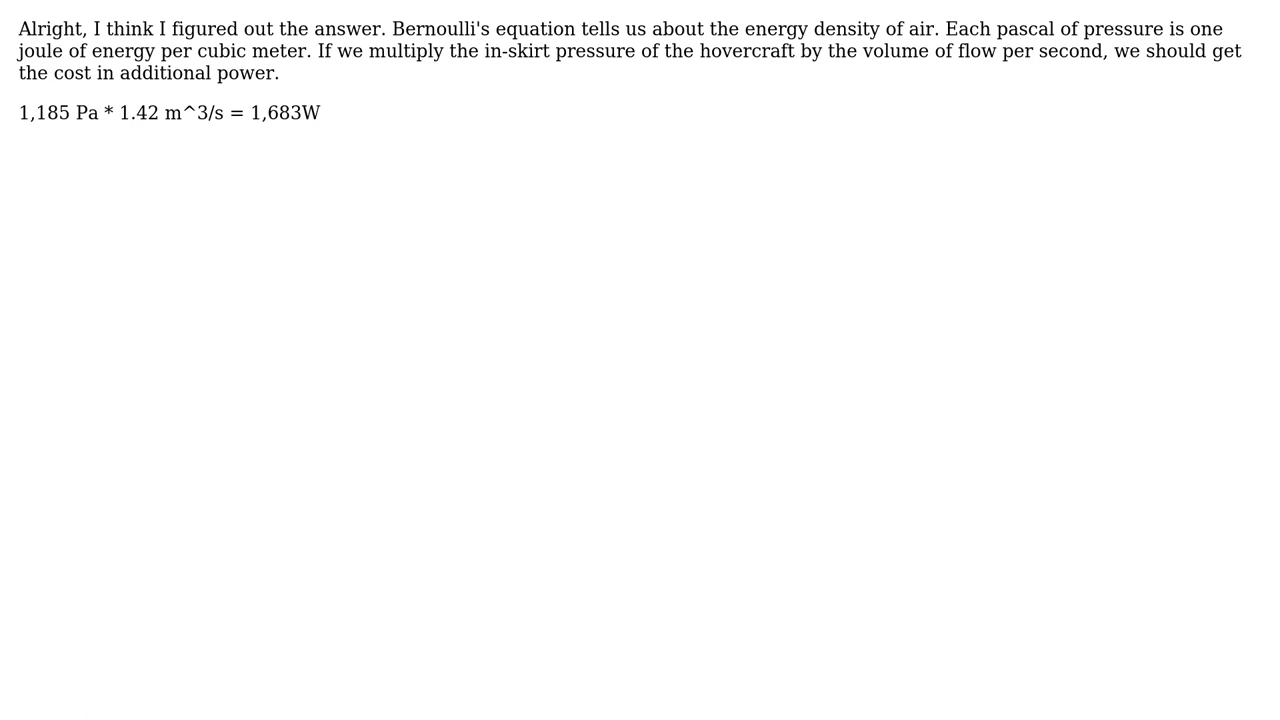 Alright, I think I figured out the answer. Bernoulli's equation tells us about the energy density of air. Each pascal of pressure is one
joule of energy per cubic meter. If we multiply the in-skirt pressure of the hovercraft by the volume of flow per second, we should get
the cost in additional power.
1,185 Pa * 1.42 m^3/s = 1,683W